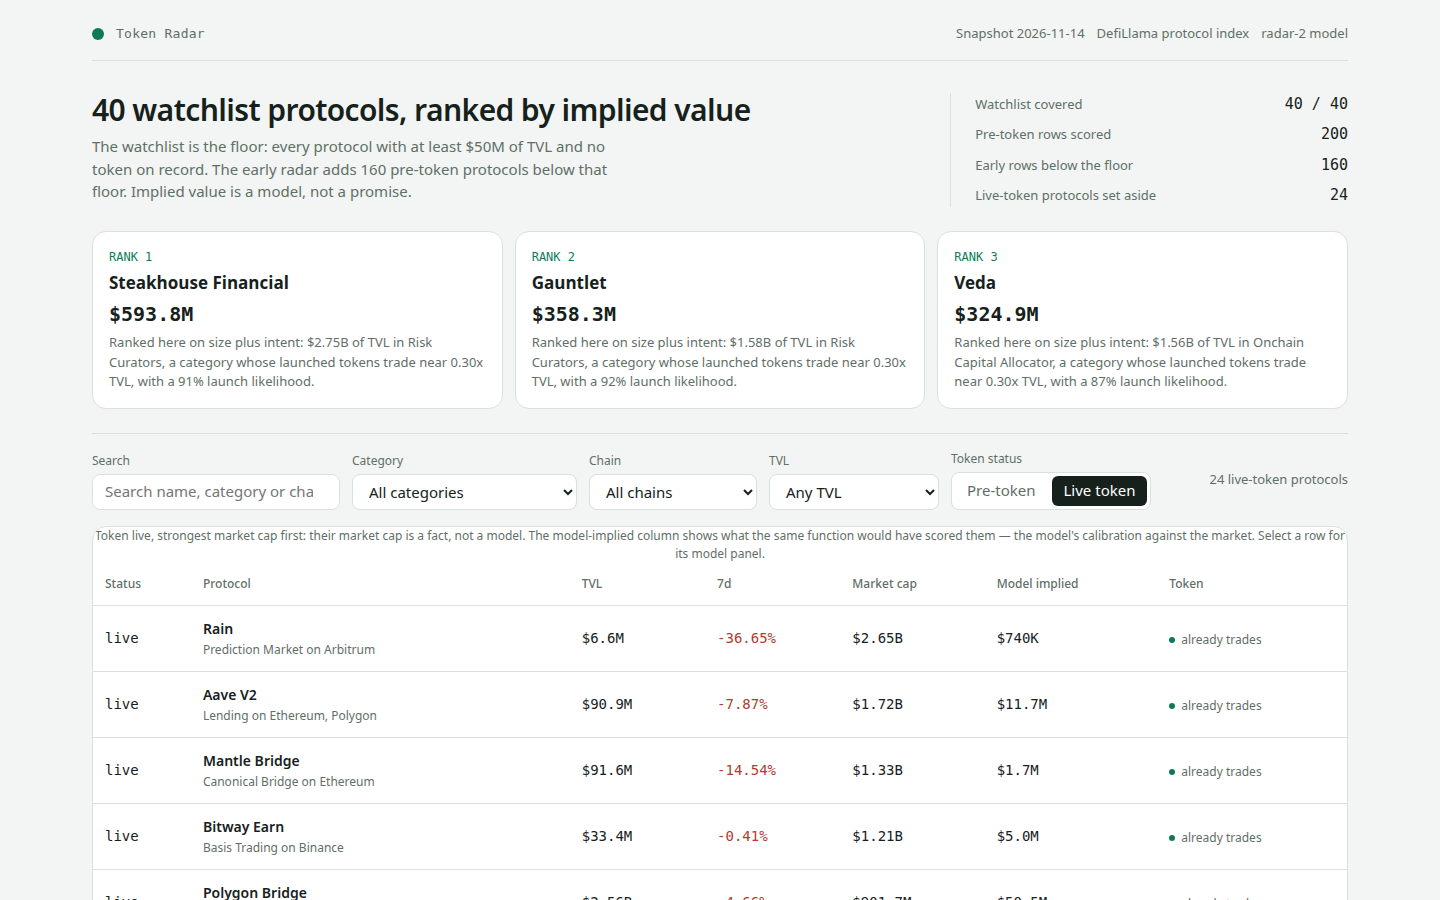 Token Radar
Snapshot 2026-11-14 DefiLlama protocol index radar-2 model
40 watchlist protocols, ranked by implied value
The watchlist is the floor: every protocol with at least $50M of TVL and no
token on record. The early radar adds 160 pre-token protocols below that
floor. Implied value is a model, not a promise.
Watchlist covered 40 / 40
Pre-token rows scored 200
Early rows below the floor 160
Live-token protocols set aside 24
RANK 1
Steakhouse Financial
$593.8M
Ranked here on size plus intent: $2.75B of TVL in Risk
Curators, a category whose launched tokens trade near 0.30x
TVL, with a 91% launch likelihood.
RANK 2
Gauntlet
$358.3M
Ranked here on size plus intent: $1.58B of TVL in Risk
Curators, a category whose launched tokens trade near 0.30x
TVL, with a 92% launch likelihood.
RANK 3
Veda
$324.9M
Ranked here on size plus intent: $1.56B of TVL in Onchain
Capital Allocator, a category whose launched tokens trade
near 0.30x TVL, with a 87% launch likelihood.
Search Category Chain TVL Token status
Search name, category or cha All categories All chains Any TVL Pre-token Live token 24 live-token protocols
Token live, strongest market cap first: their market cap is a fact, not a model. The model-implied column shows what the same function would have scored them — the model's calibration against the market. Select a row for
its model panel.
Status Protocol TVL 7d Market cap Model implied Token
live Rain $6.6M -36.65% $2.65B $740K already trades
Prediction Market on Arbitrum
live Aave V2 $90.9M -7.87% $1.72B $11.7M already trades
Lending on Ethereum, Polygon
live Mantle Bridge $91.6M -14.54% $1.33B $1.7M already trades
Canonical Bridge on Ethereum
live Bitway Earn $33.4M -0.41% $1.21B $5.0M already trades
Basis Trading on Binance
Polygon Bridge